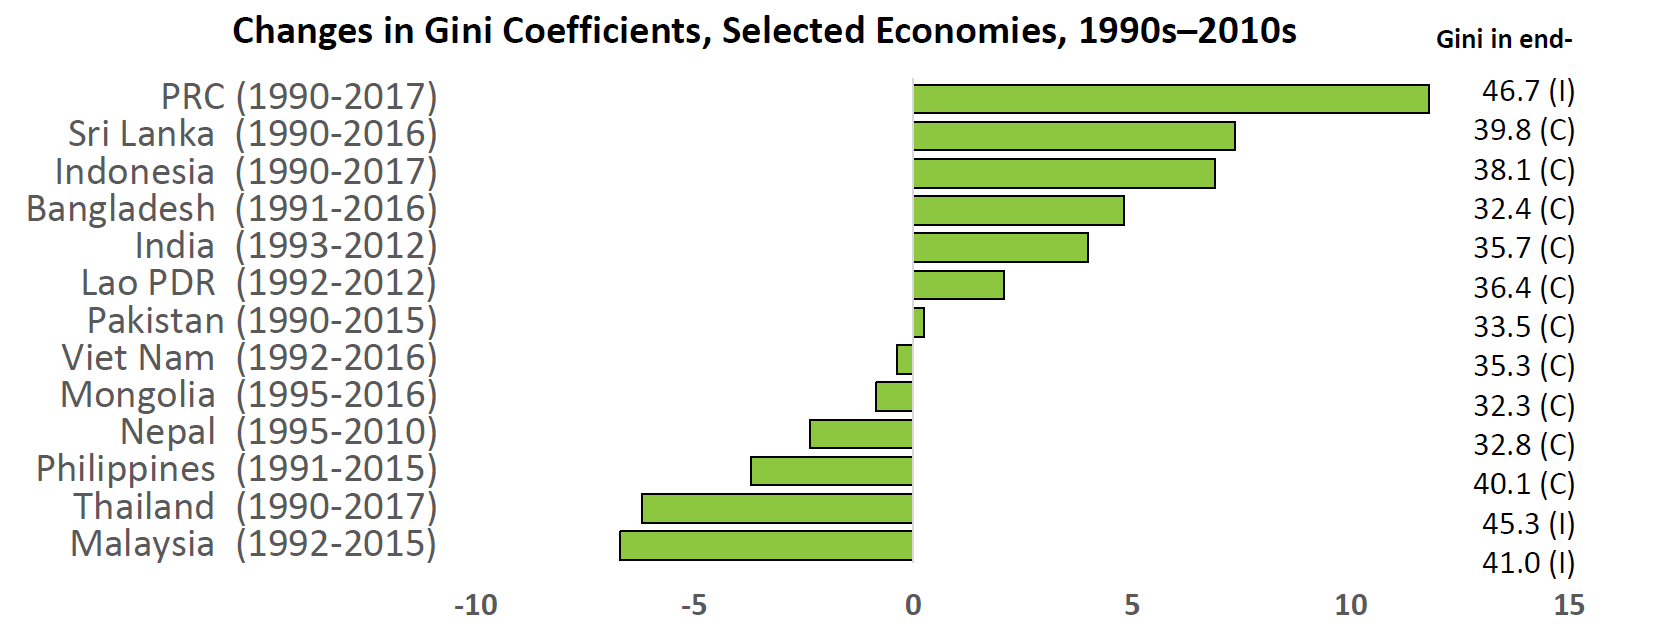 Changes in Gini Coefficients, Selected Economies, 1990s–2010s
Gini in end-
PRC (1990-2017) 46.7 (I)
Sri Lanka (1990-2016) 39.8 (C)
Indonesia (1990-2017) 38.1 (C)
Bangladesh (1991-2016) 32.4 (C)
India (1993-2012) 35.7 (C)
Lao PDR (1992-2012) 36.4 (C)
Pakistan (1990-2015) 33.5 (C)
Viet Nam (1992-2016) 35.3 (C)
Mongolia (1995-2016) 32.3 (C)
Nepal (1995-2010) 32.8 (C)
Philippines (1991-2015) 40.1 (C)
Thailand (1990-2017) 45.3 (I)
Malaysia (1992-2015) 41.0 (I)
-10 -5 0 5 10 15